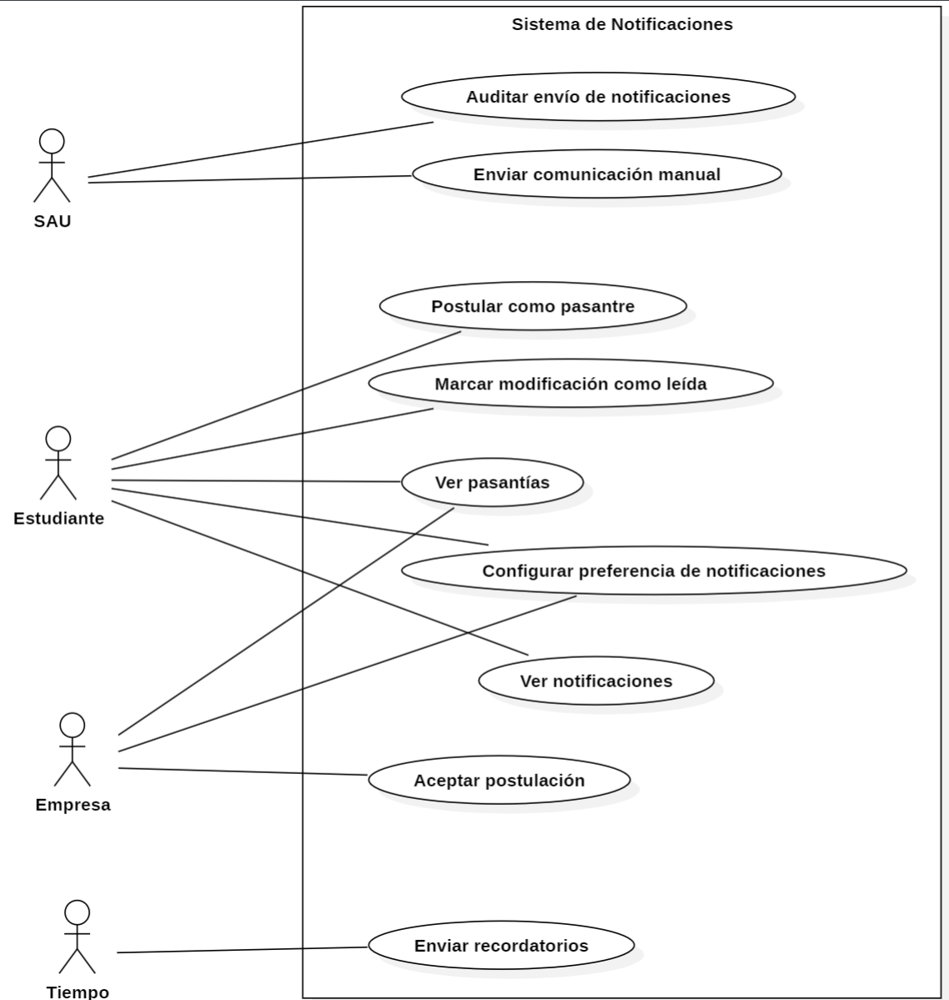 Sistema de Notificaciones
Auditar envío de notificaciones
Enviar comunicación manual
SAU
Postular como pasantre
Marcar modificación como leída
Ver pasantías
Estudiante
Configurar preferencia de notificaciones
Ver notificaciones
Aceptar postulación
Empresa
Enviar recordatorios
Tiempo